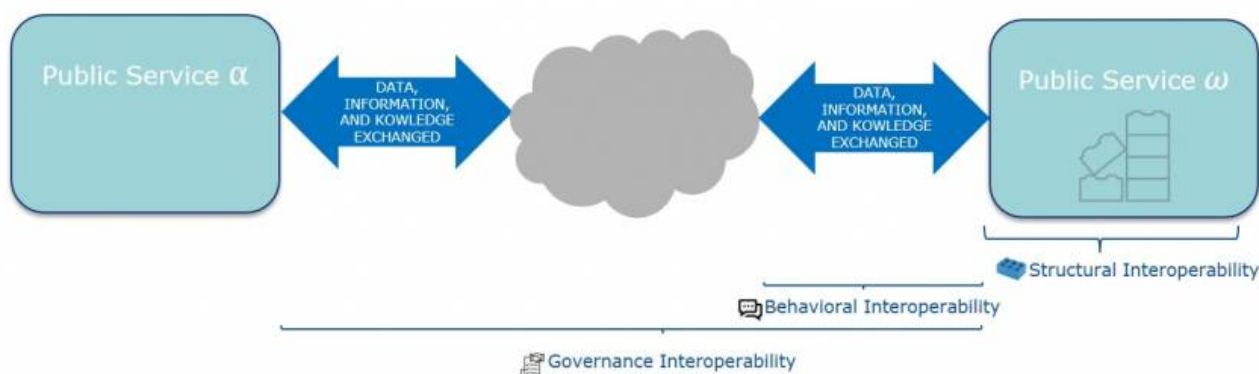 Public Service α
DATA,
INFORMATION,
AND KOWLEDGE
EXCHANGED
DATA,
INFORMATION,
AND KOWLEDGE
EXCHANGED
Public Service ω
Structural Interoperability
Behavioral Interoperability
Governance Interoperability